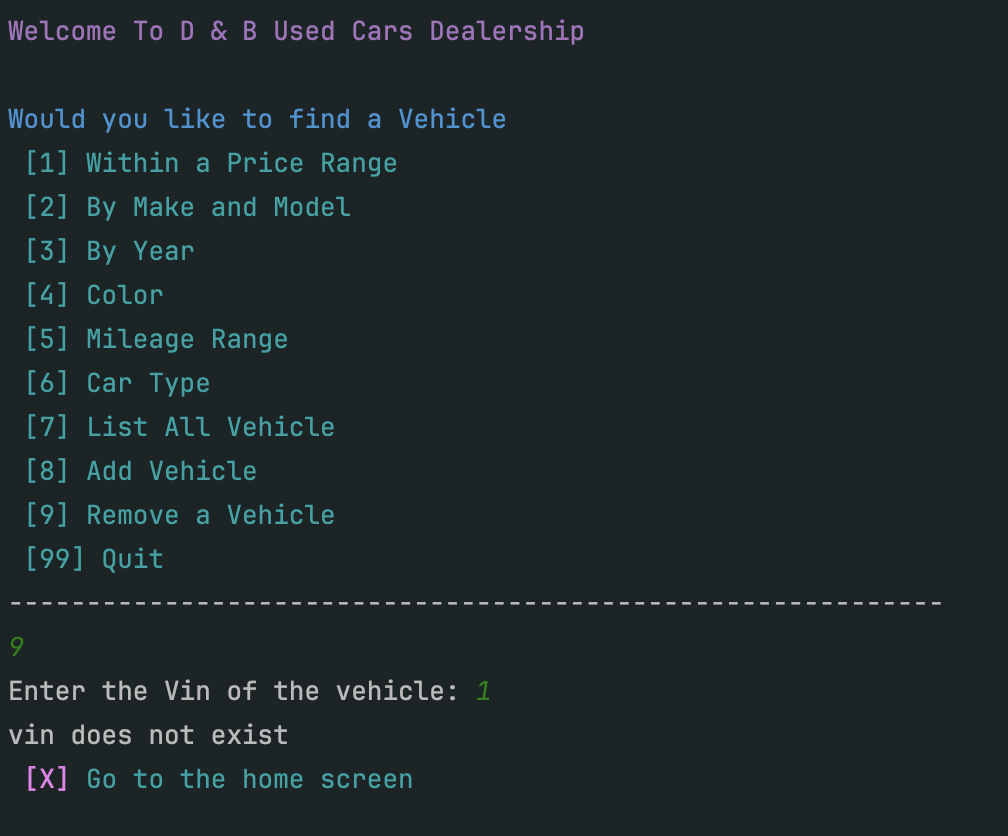 Welcome To D & B Used Cars Dealership
Would you like to find a Vehicle
[1] Within a Price Range
[2] By Make and Model
[3] By Year
[4] Color
[5] Mileage Range
[6] Car Type
[7] List All Vehicle
[8] Add Vehicle
[9] Remove a Vehicle
[99] Quit
------------------------------------------------------------
9
Enter the Vin of the vehicle: 1
vin does not exist
[X] Go to the home screen